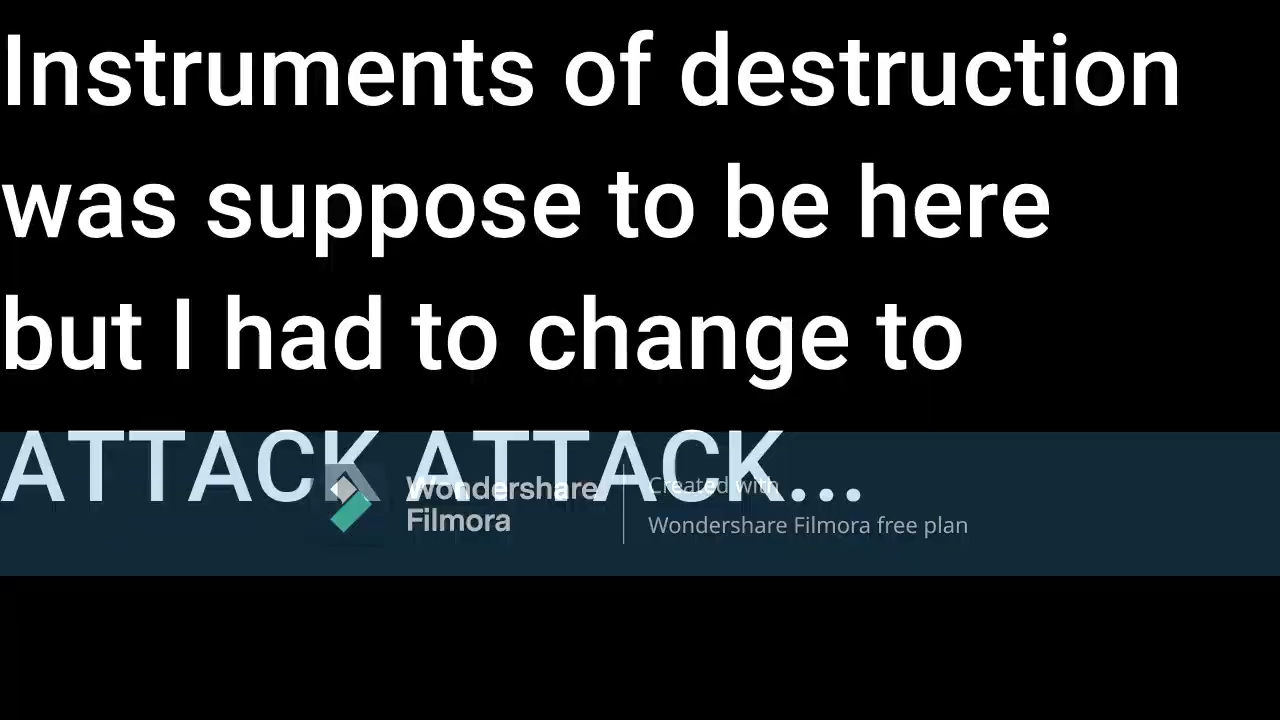 Instruments of destruction
was suppose to be here
but I had to change to
ATTACK ATTACK...
Wondershare
Filmora
Created with
Wondershare Filmora free plan